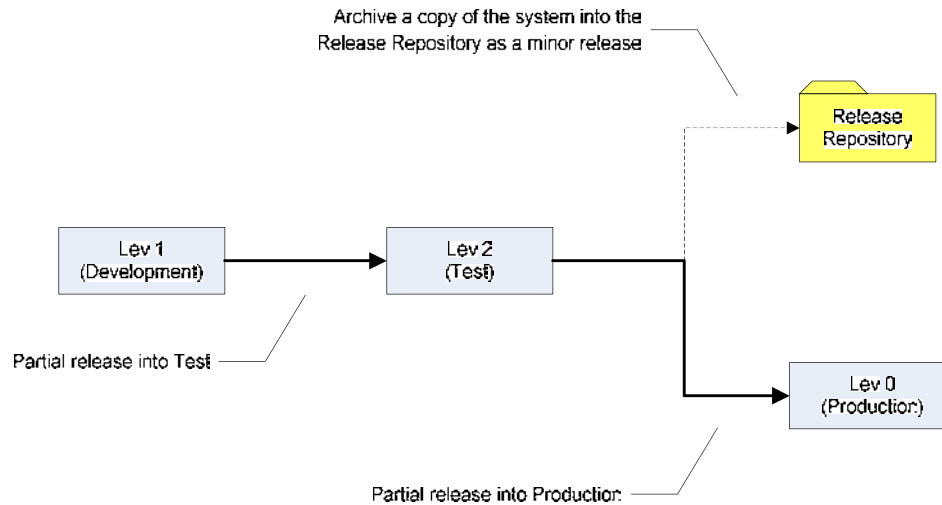 Archive a copy of the system into the
Release Repository as a minor release
Release
Repository
Lev 1
(Development)
Lev 2
(Test)
Partial release into Test
Lev 0
(Production)
Partial release into Production